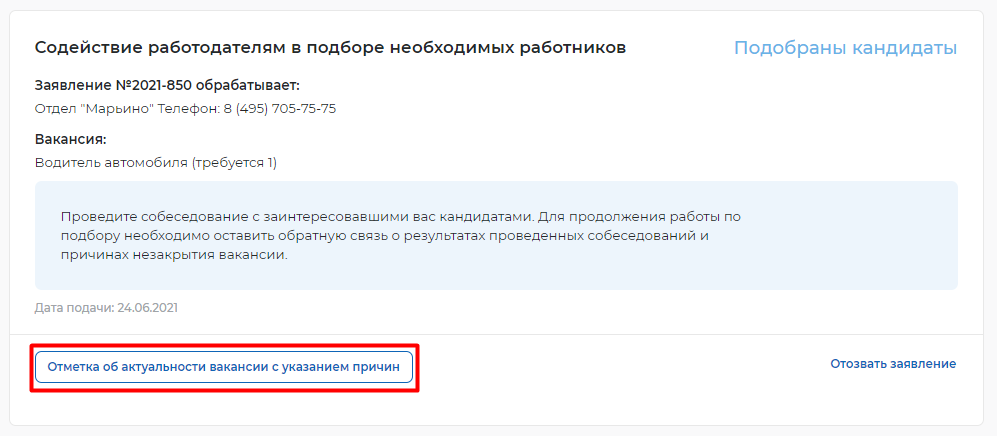 Содействие работодателям в подборе необходимых работников
Подобраны кандидаты
Заявление №2021-850 обрабатывает:
Отдел "Марьино" Телефон: 8 (495) 705-75-75
Вакансия:
Водитель автомобиля (требуется 1)
Проведите собеседование с заинтересовавшими вас кандидатами. Для продолжения работы по
подбору необходимо оставить обратную связь о результатах проведенных собеседований и
причинах незакрытия вакансии.
Дата подачи: 24.06.2021
Отметка об актуальности вакансии с указанием причин
Отозвать заявление